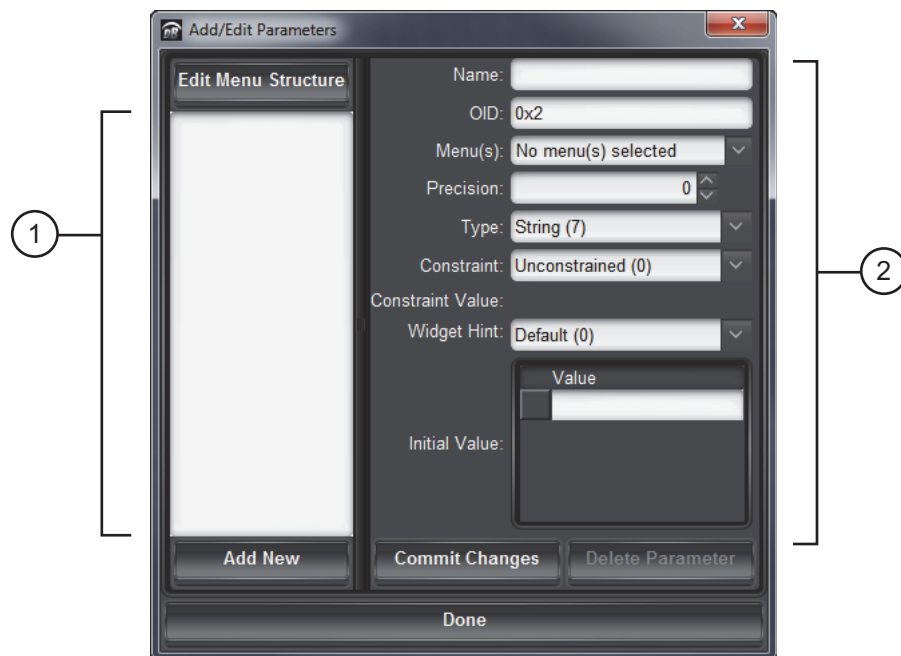 Add/Edit Parameters
Edit Menu Structure
Name:
OID: 0x2
Menu(s): No menu(s) selected
Precision: 0
Type: String (7)
Constraint: Unconstrained (0)
Constraint Value:
Widget Hint: Default (0)
Value
Initial Value:
Add New
Commit Changes
Delete Parameter
Done
1
2